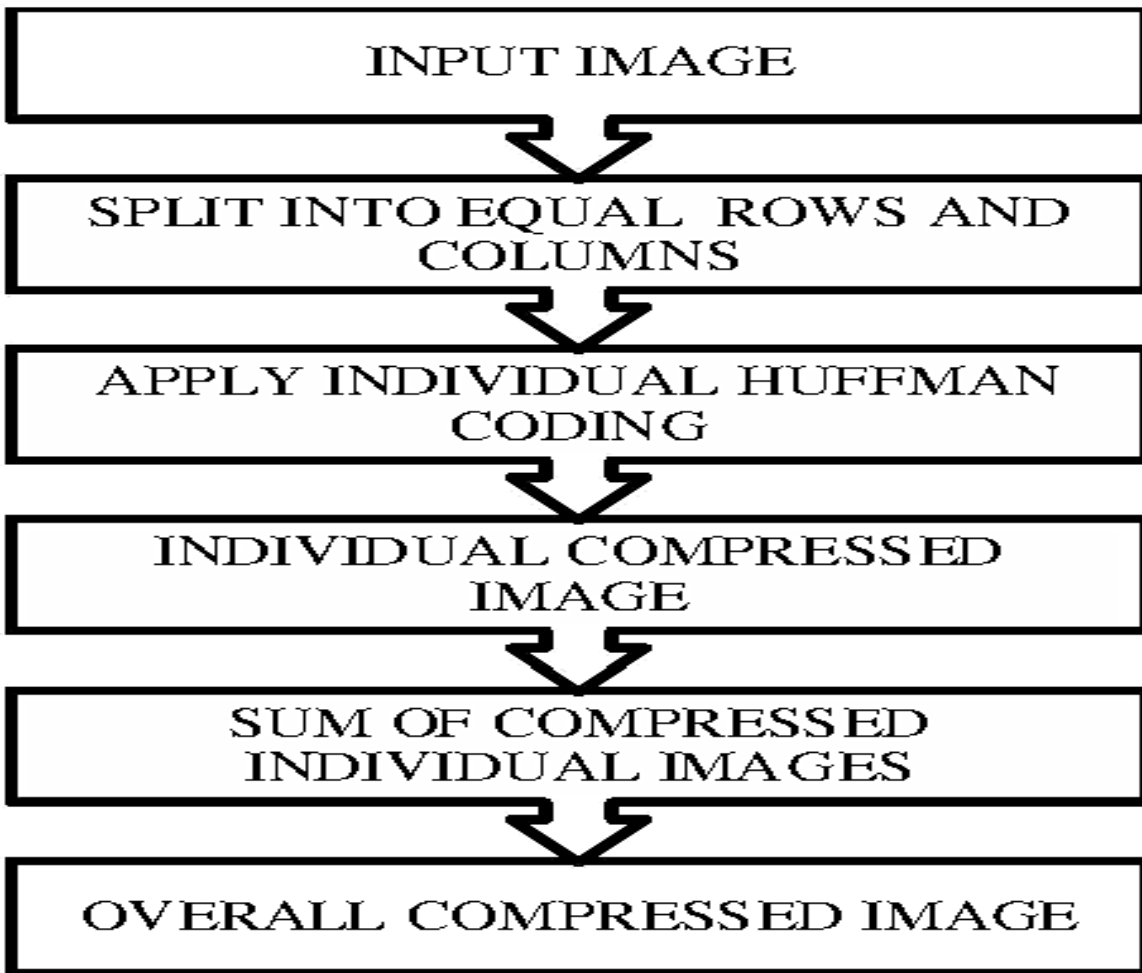 INPUT IMAGE
SPLIT INTO EQUAL ROWS AND
COLUMNS
APPLY INDIVIDUAL HUFFMAN
CODING
INDIVIDUAL COMPRESSED
IMAGE
SUM OF COMPRESSED
INDIVIDUAL IMAGES
OVERALL COMPRESSED IMAGE